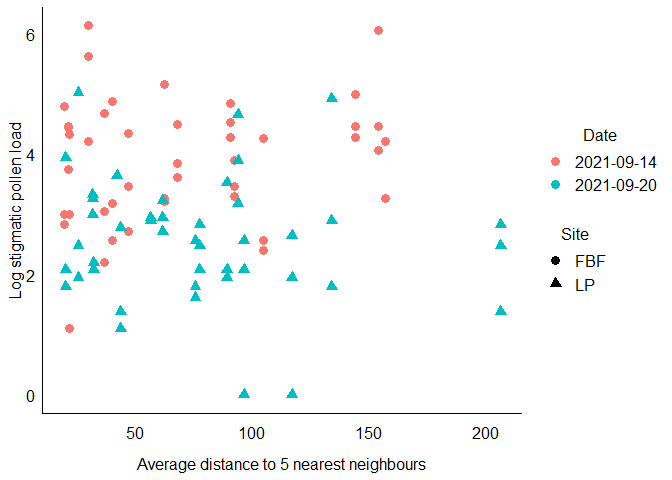 Log stigmatic pollen load
6
4
2
0
50 100 150 200
Average distance to 5 nearest neighbours
Date
2021-09-14
2021-09-20
Site
FBF
LP